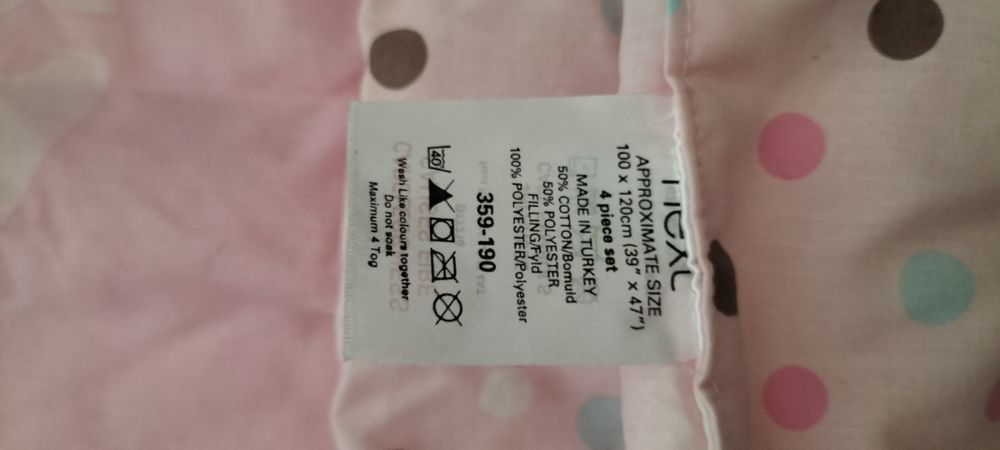 next
APPROXIMATE SIZE
100 x 120cm (39" x 47")
4 piece set
MADE IN TURKEY
50% COTTON/Bomuld
50% POLYESTER
FILLING/Fyld
100% POLYESTER/Polyester
359-190
40
Wash Like colours together
Do not soak
Maximum 4 Tog